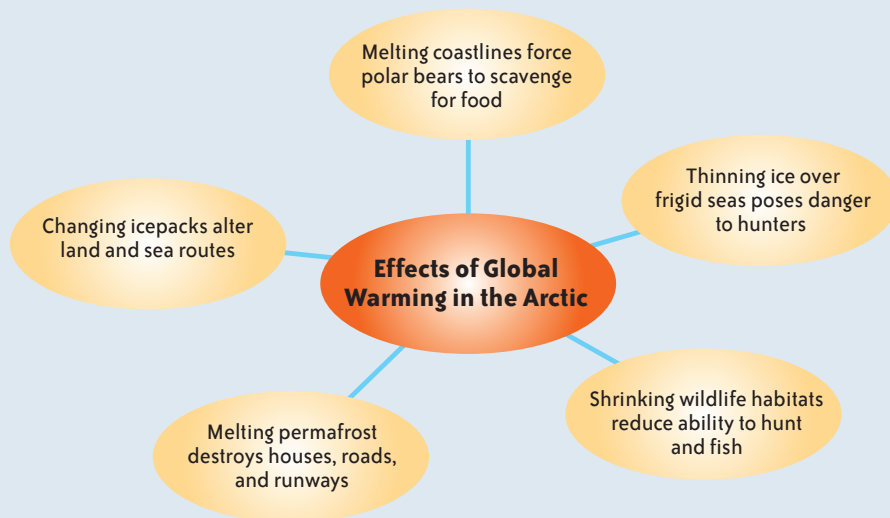 Melting coastlines force
polar bears to scavenge
for food
Thinning ice over
frigid seas poses danger
to hunters
Changing icepacks alter
land and sea routes
Effects of Global
Warming in the Arctic
Shrinking wildlife habitats
reduce ability to hunt
and fish
Melting permafrost
destroys houses, roads,
and runways